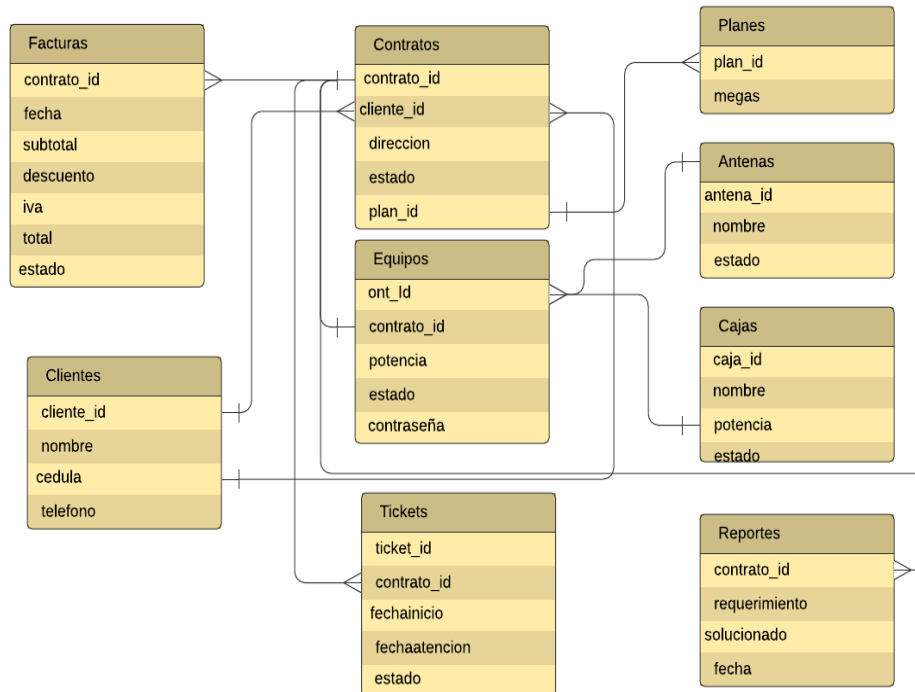 Facturas
contrato_id
fecha
subtotal
descuento
iva
total
estado
Clientes
cliente_id
nombre
cedula
telefono
Contratos
contrato_id
cliente_id
direccion
estado
plan_id
Equipos
ont_Id
contrato_id
potencia
estado
contraseña
Tickets
ticket_id
contrato_id
fechainicio
fechaatencion
estado
Planes
plan_id
megas
Antenas
antena_id
nombre
estado
Cajas
caja_id
nombre
potencia
estado
Reportes
contrato_id
requerimiento
solucionado
fecha